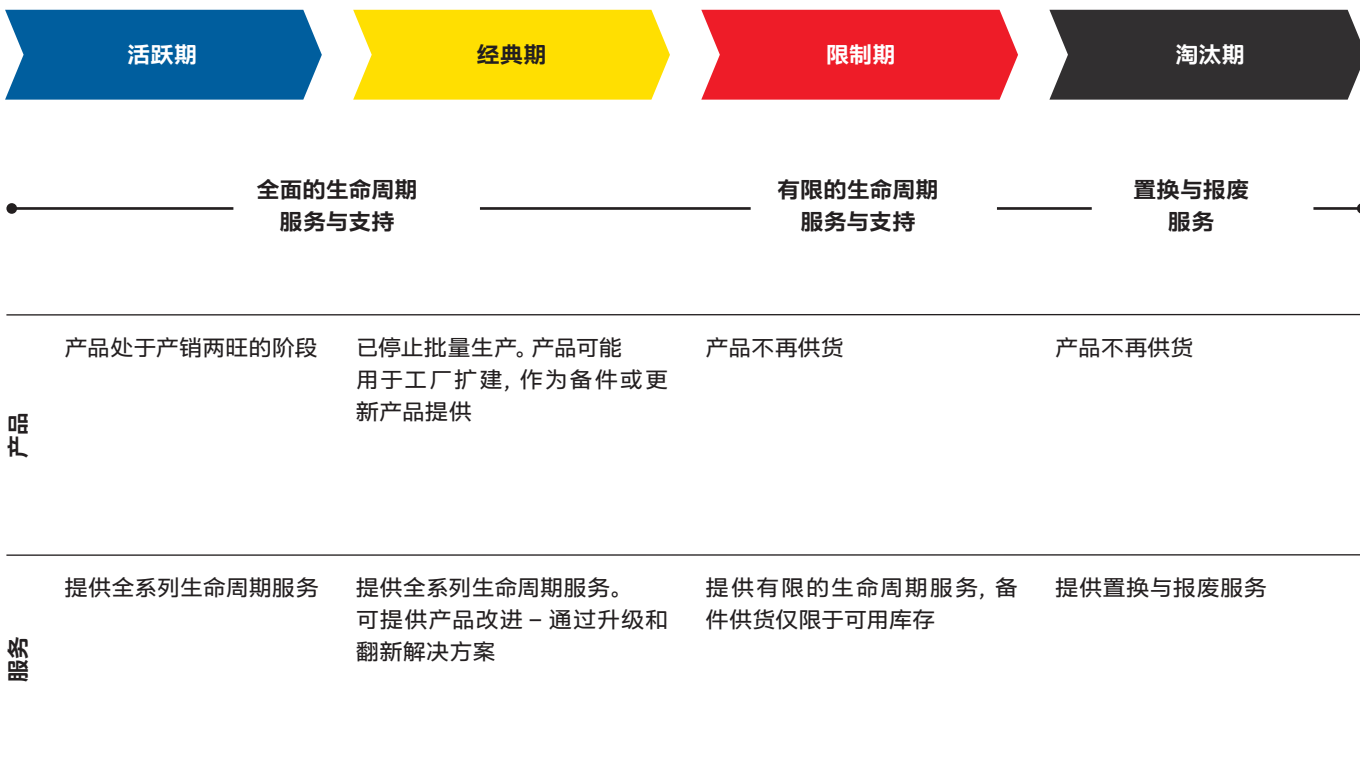 活跃期
经典期
限制期
淘汰期
全面的生命周期
服务与支持
有限的生命周期
服务与支持
置换与报废
服务
产品
产品处于产销两旺的阶段
已停止批量生产。产品可能
用于工厂扩建, 作为备件或更
新产品提供
产品不再供货
产品不再供货
服务
提供全系列生命周期服务
提供全系列生命周期服务。
可提供产品改进 – 通过升级和
翻新解决方案
提供有限的生命周期服务, 备
件供货仅限于可用库存
提供置换与报废服务